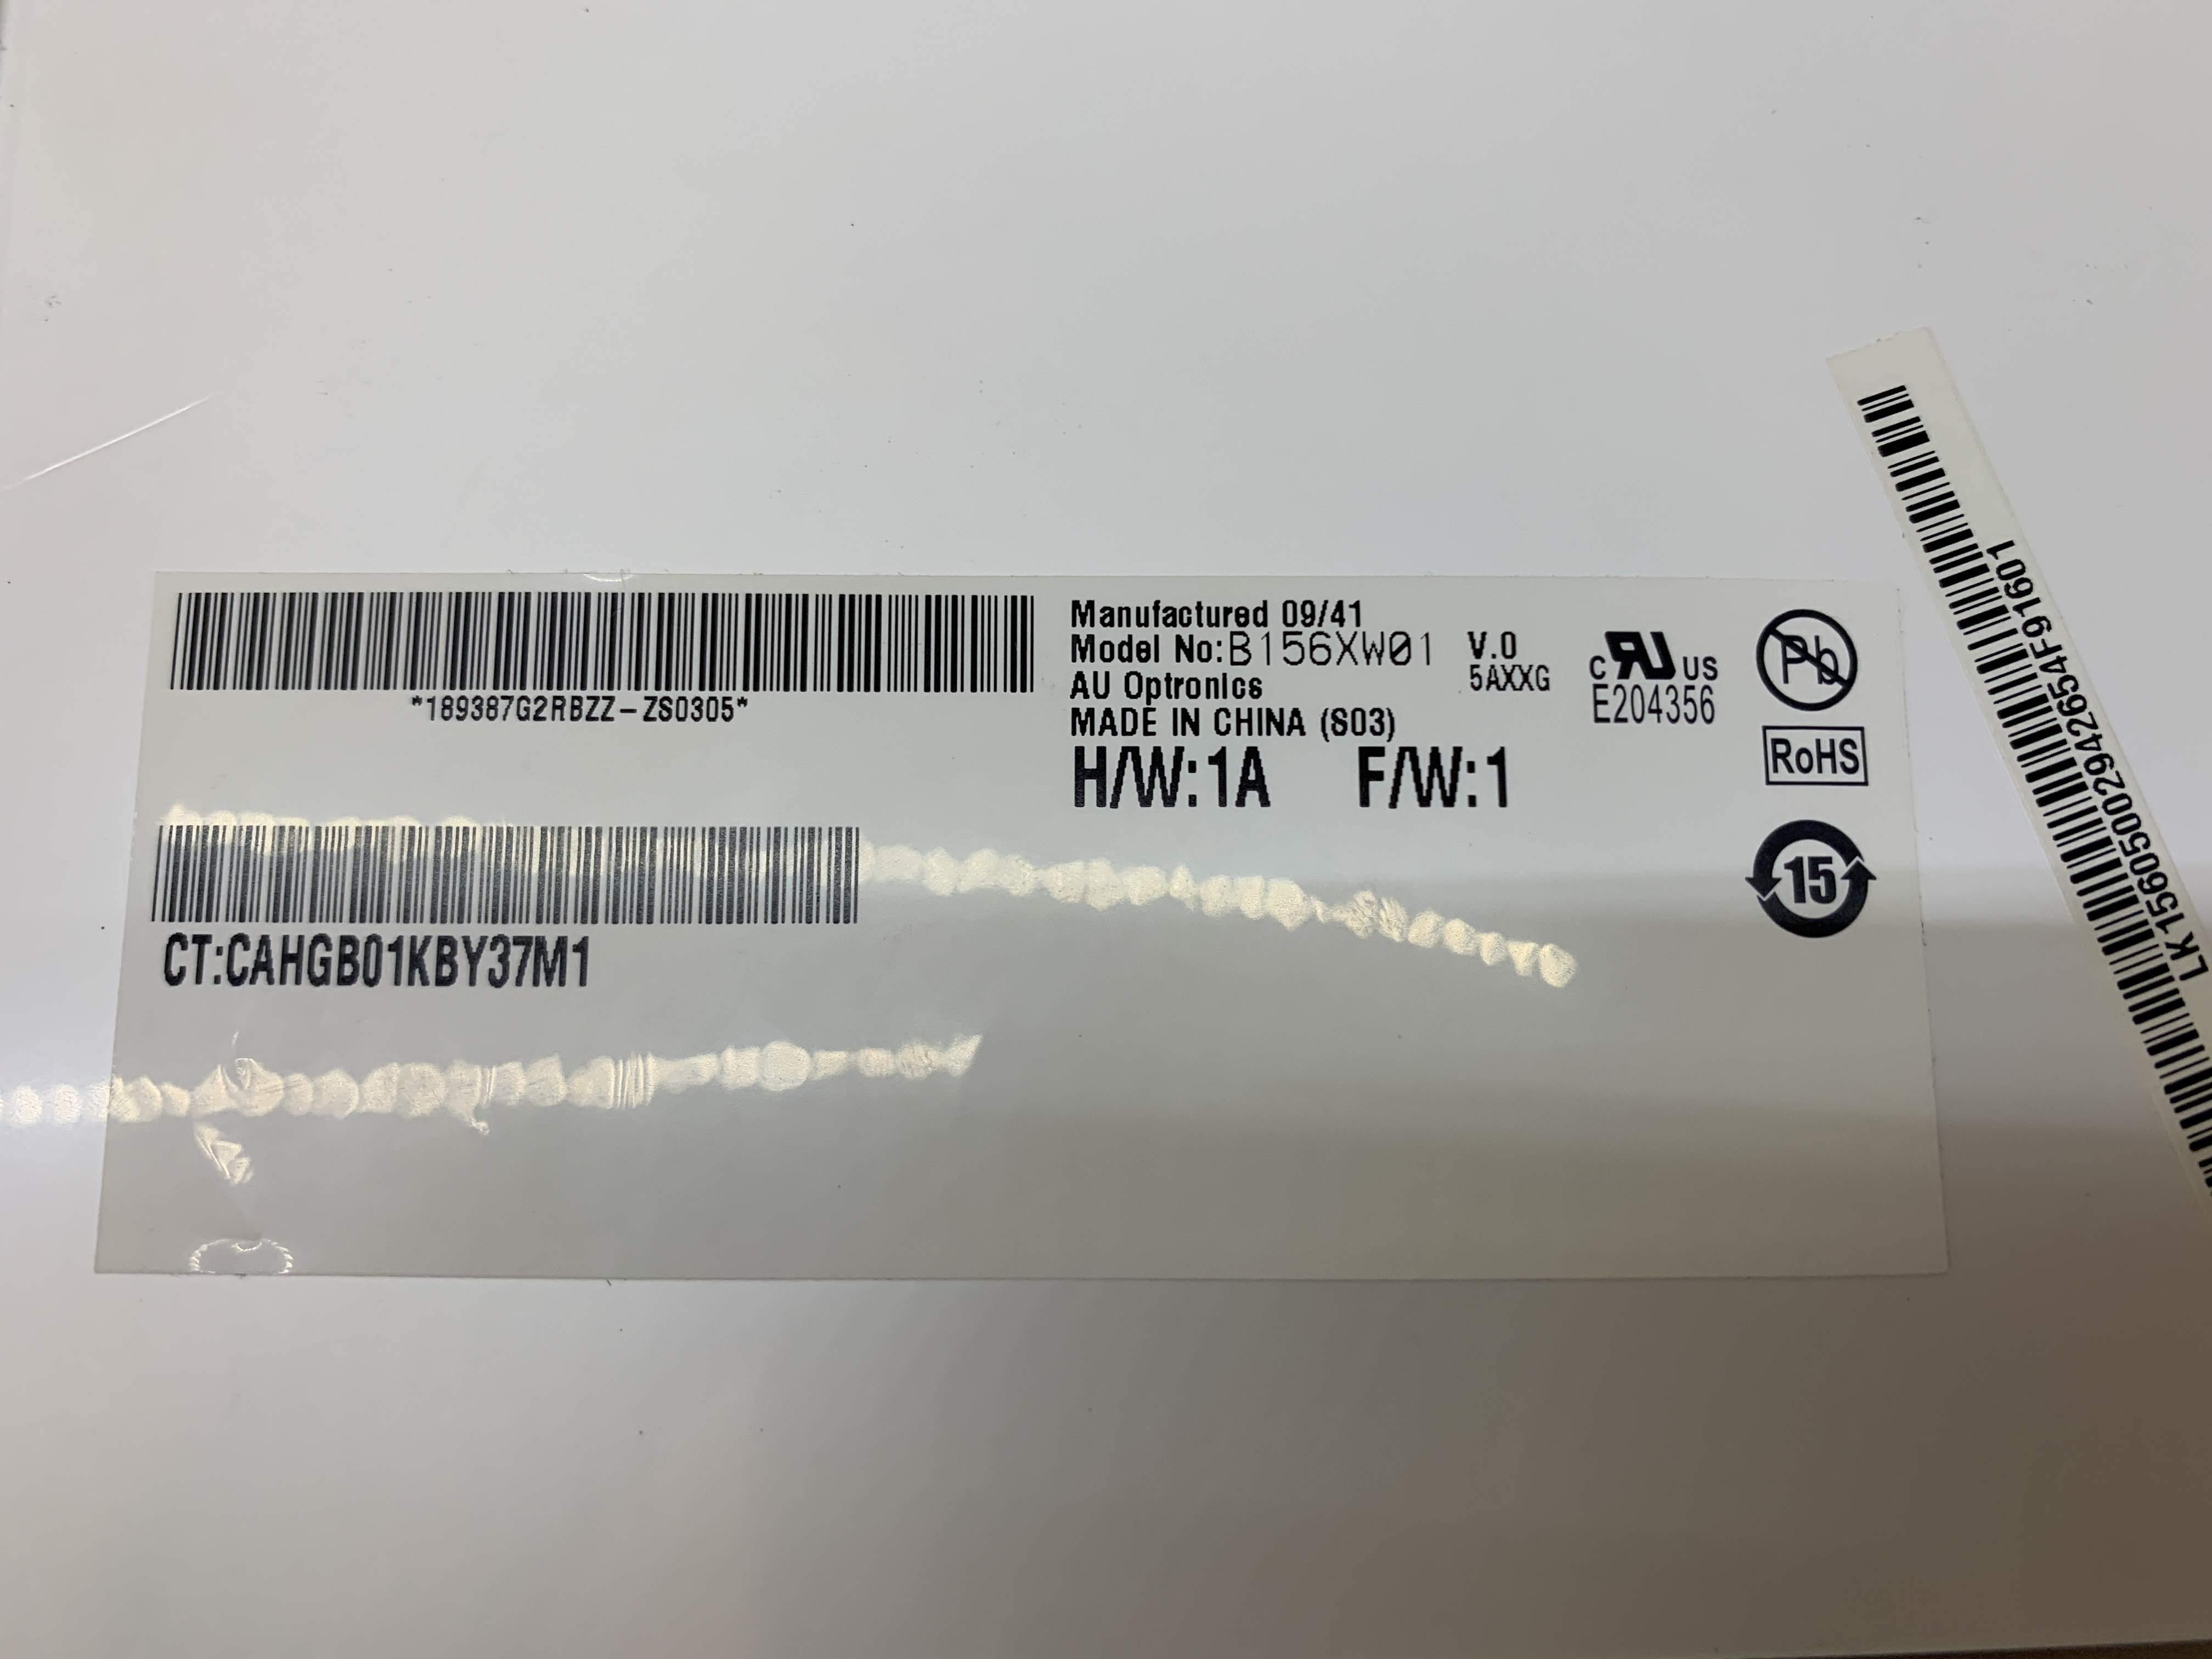 *189387G2RBZZ-ZS0305*
Manufactured 09/41
Model No:B156XW01 V.0
5AXXG
AU Optronics
MADE IN CHINA (S03)
H/W:1A F/W:1
c RU US
E204356
Pb
RoHS
15
CT:CAHGB01KBY37M1
LK15605002942654F91601